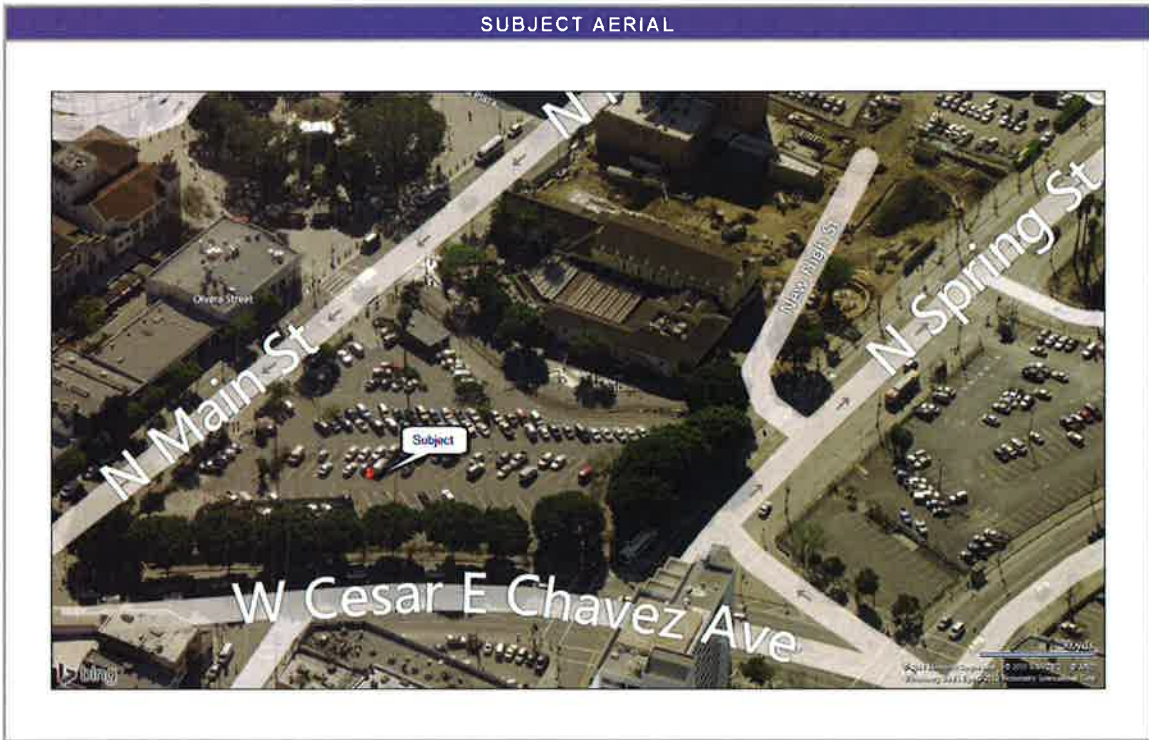 SUBJECT AERIAL
N Main St
Olvera Street
New High St
N Spring St
Subject
W Cesar E Chavez Ave
bing